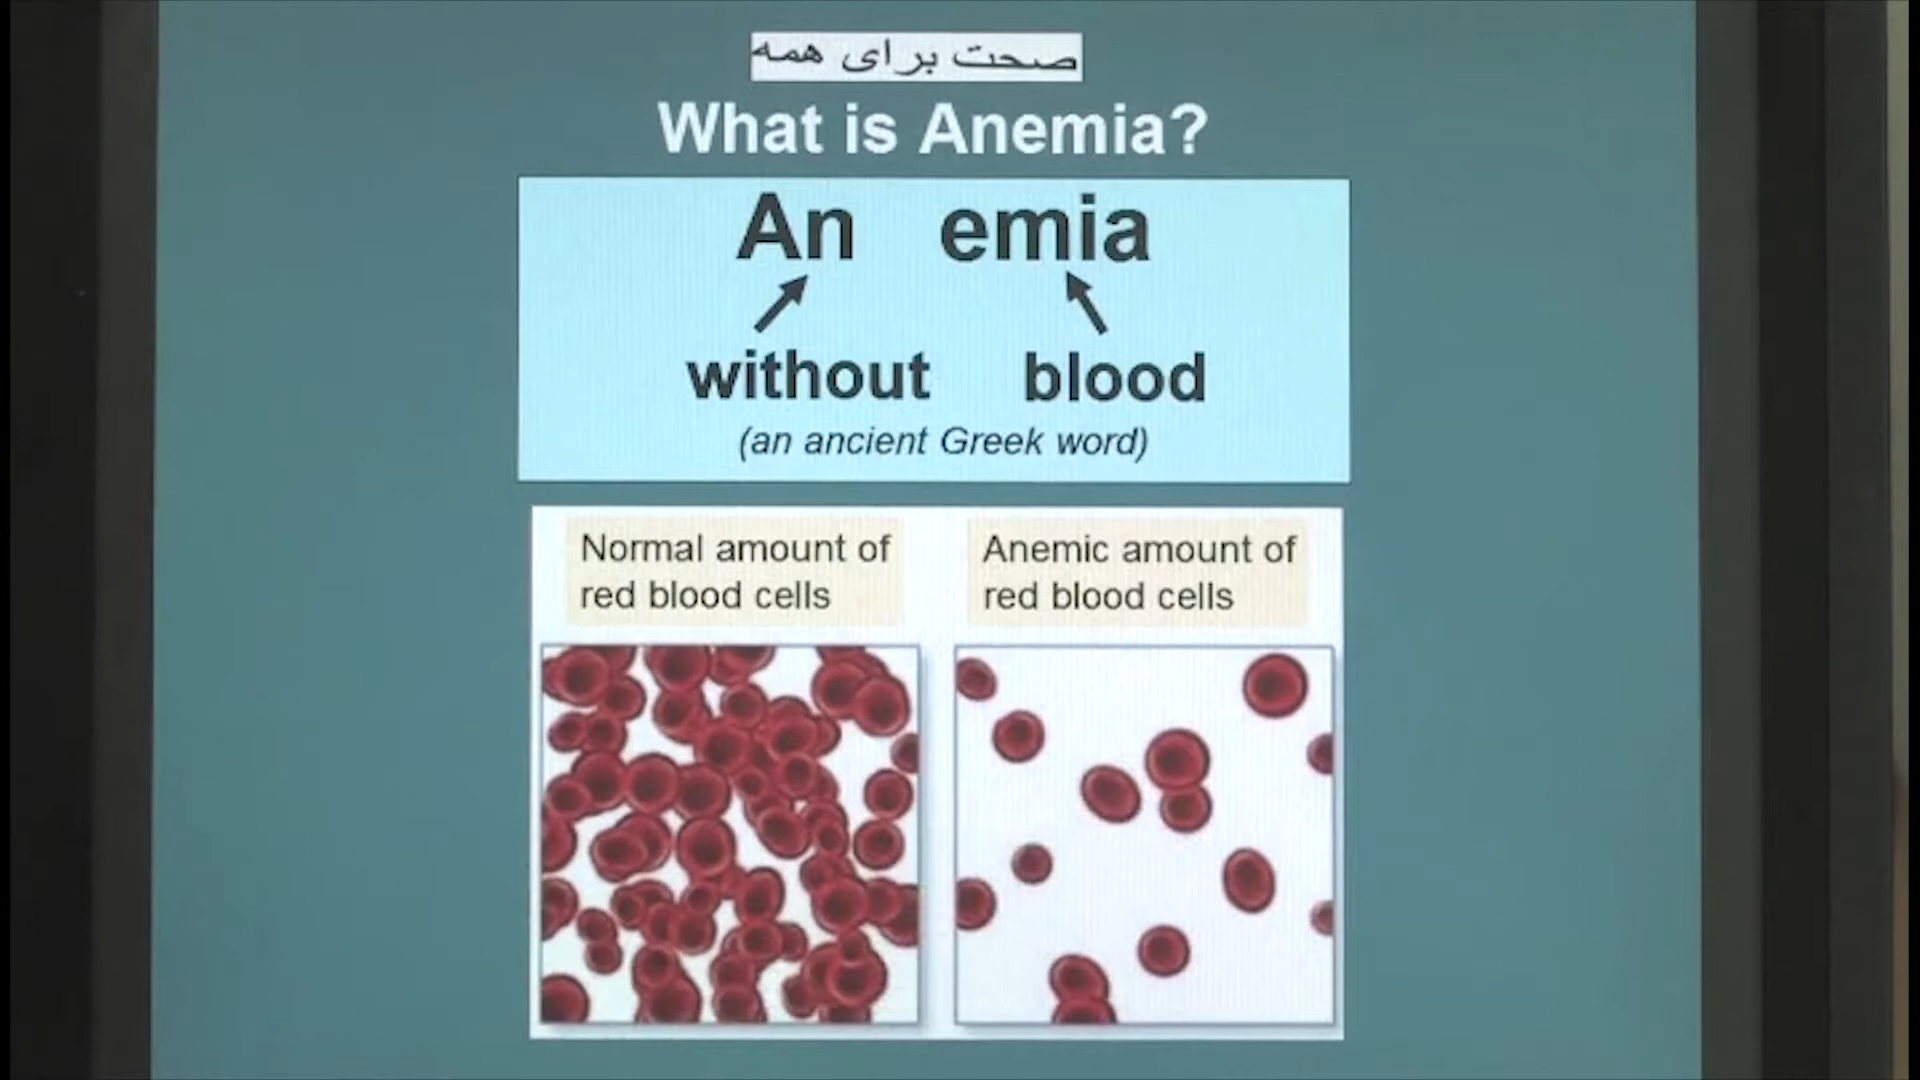 صحت برای همه
What is Anemia?
An emia
without blood
(an ancient Greek word)
Normal amount of
red blood cells
Anemic amount of
red blood cells